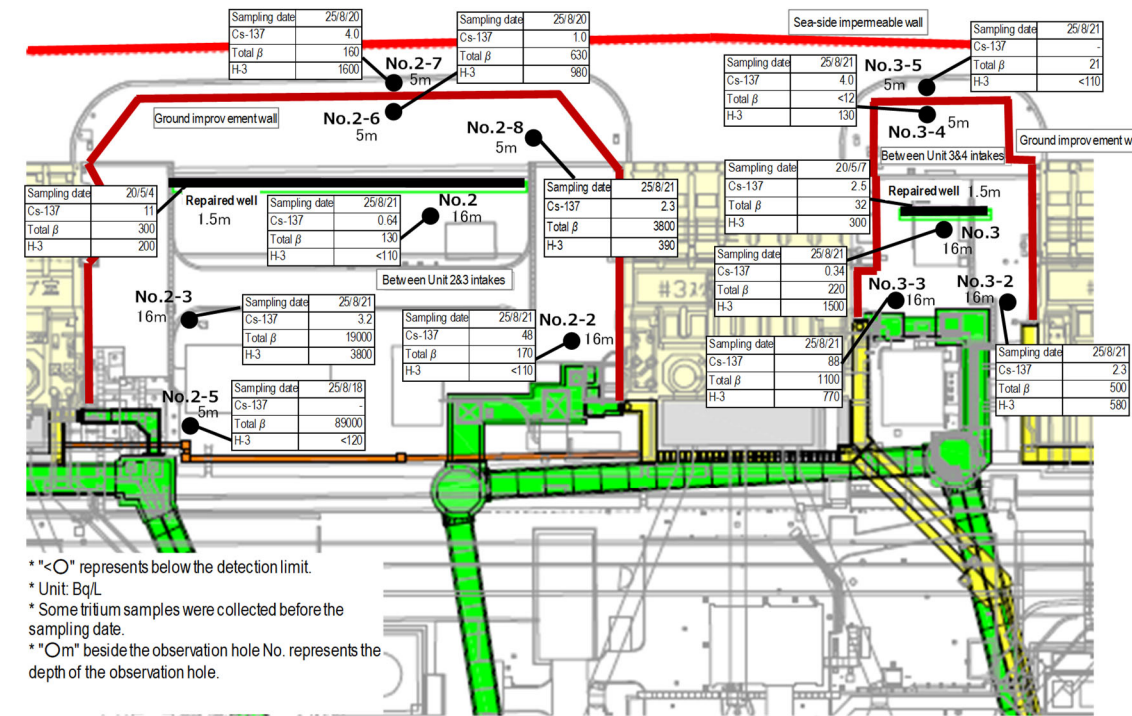 Sampling date 25/8/20
Cs-137 4.0
Total β 160
H-3 1600
Sampling date 25/8/20
Cs-137 1.0
Total β 630
H-3 980
Sea-side impermeable wall
Sampling date 25/8/21
Cs-137 -
Total β 21
H-3 <110
No.2-7
5m
No.3-5
5m
Sampling date 25/8/21
Cs-137 4.0
Total β <12
H-3 130
Ground improvement wall
No.2-6
5m
No.2-8
5m
5m
No.3-4
Ground improvement w
Between Unit 3&4 intakes
Sampling date 20/5/4
Cs-137 11
Total β 300
H-3 200
Repaired well
1.5m
Sampling date 25/8/21
Cs-137 0.64
Total β 130
H-3 <110
No.2
16m
Sampling date 25/8/21
Cs-137 2.3
Total β 3800
H-3 390
Sampling date 20/5/7
Cs-137 2.5
Total β 32
H-3 300
Repaired well 1.5m
No.3
16m
Between Unit 2&3 intakes
Sampling date 25/8/21
Cs-137 0.34
Total β 220
H-3 1500
No.2-3
16m
Sampling date 25/8/21
Cs-137 3.2
Total β 19000
H-3 3800
Sampling date 25/8/21
Cs-137 48
Total β 170
H-3 <110
No.2-2
16m
No.3-3
16m
No.3-2
16m
Sampling date 25/8/21
Cs-137 88
Total β 1100
H-3 770
Sampling date 25/8/21
Cs-137 2.3
Total β 500
H-3 580
No.2-5
5m
Sampling date 25/8/18
Cs-137 -
Total β 89000
H-3 <120
* "<〇" represents below the detection limit.
* Unit: Bq/L
* Some tritium samples were collected before the
sampling date.
* "〇m" beside the observation hole No. represents the
depth of the observation hole.